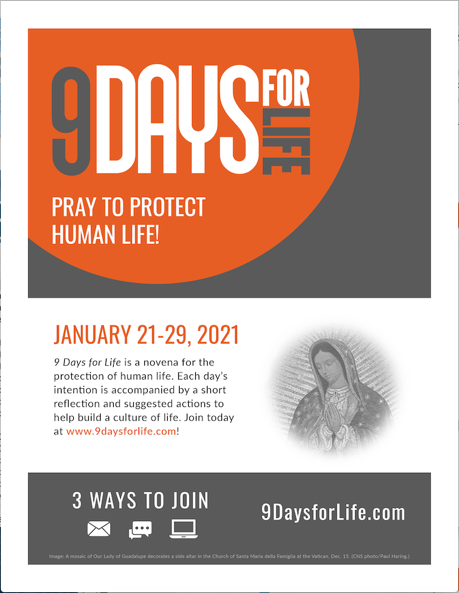 9DAYS FOR LIFE
PRAY TO PROTECT
HUMAN LIFE!
JANUARY 21-29, 2021
9 Days for Life is a novena for the
protection of human life. Each day's
intention is accompanied by a short
reflection and suggested actions to
help build a culture of life. Join today
at www.9daysforlife.com!
3 WAYS TO JOIN
9DaysforLife.com
Image: A mosaic of Our Lady of Guadalupe decorates a side altar in the Church of Santa Maria della Famiglia at the Vatican. Dec. 15. (CNS photo/Paul Haring.)